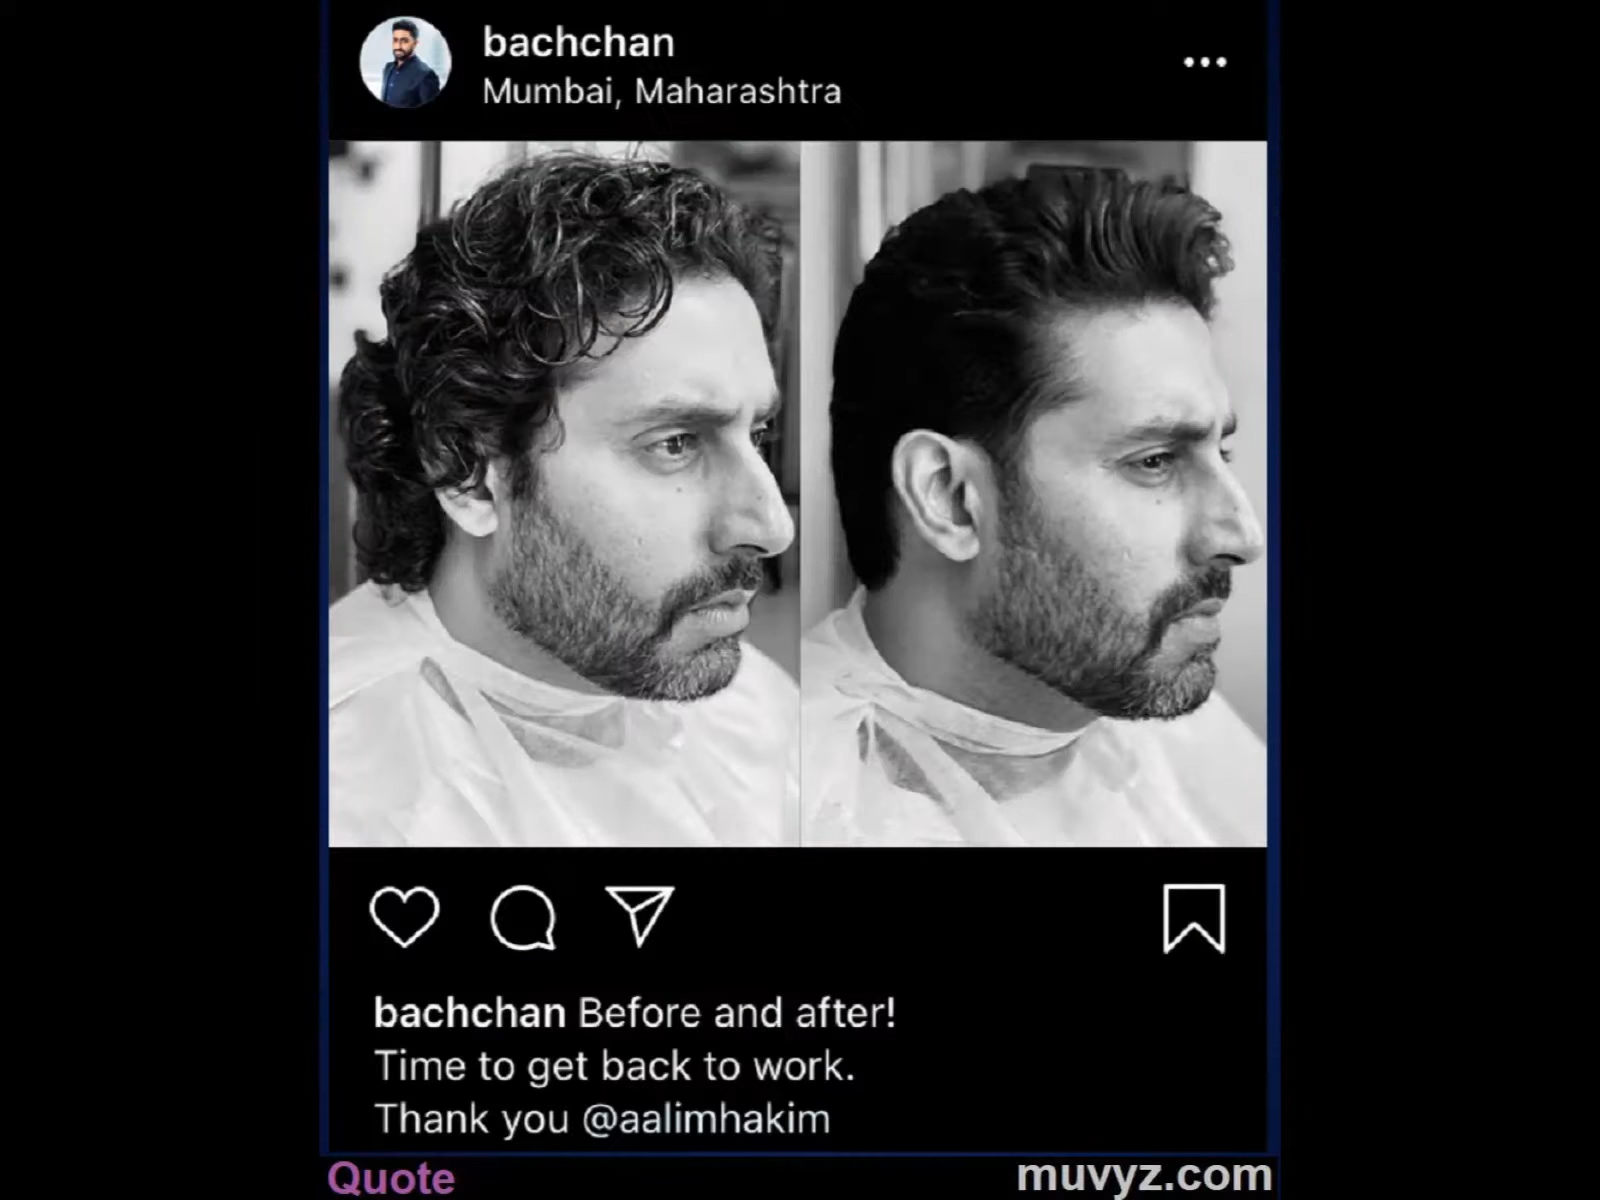 bachchan
Mumbai, Maharashtra
bachchan Before and after!
Time to get back to work.
Thank you @aalimhakim
Quote
muvyz.com